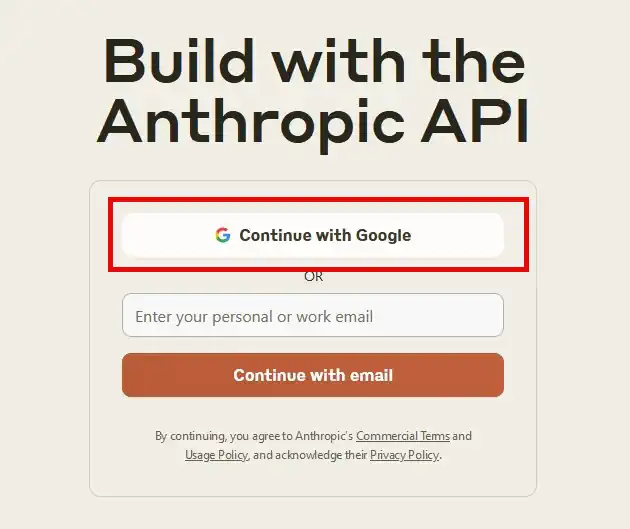 Build with the
Anthropic API
Continue with Google
OR
Enter your personal or work email
Continue with email
By continuing, you agree to Anthropic's Commercial Terms and
Usage Policy, and acknowledge their Privacy Policy.